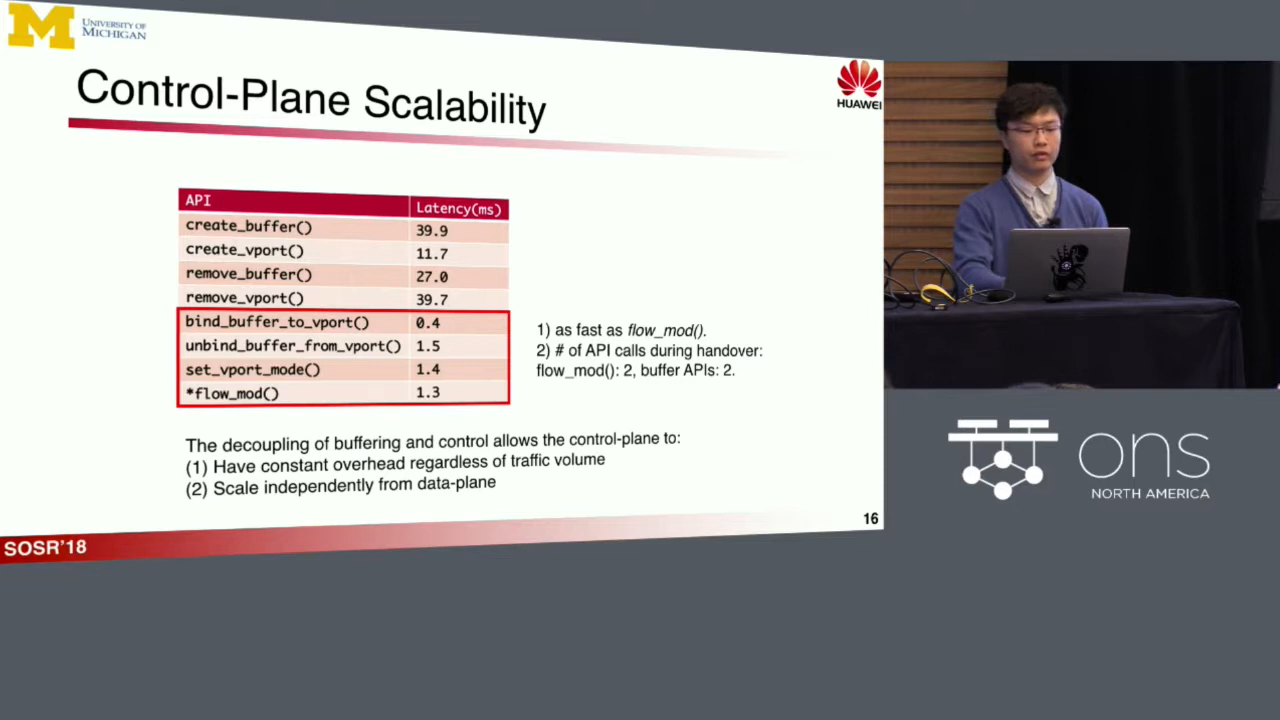 M
UNIVERSITY OF
MICHIGAN
Control-Plane Scalability
HUAWEI
API Latency(ms)
create_buffer() 39.9
create_vport() 11.7
remove_buffer() 27.0
remove_vport() 39.7
bind_buffer_to_vport() 0.4
unbind_buffer_from_vport() 1.5
set_vport_mode() 1.4
*flow_mod() 1.3
1) as fast as flow_mod().
2) # of API calls during handover:
flow_mod(): 2, buffer APIs: 2.
The decoupling of buffering and control allows the control-plane to:
(1) Have constant overhead regardless of traffic volume
(2) Scale independently from data-plane
16
SOSR'18
ons
NORTH AMERICA